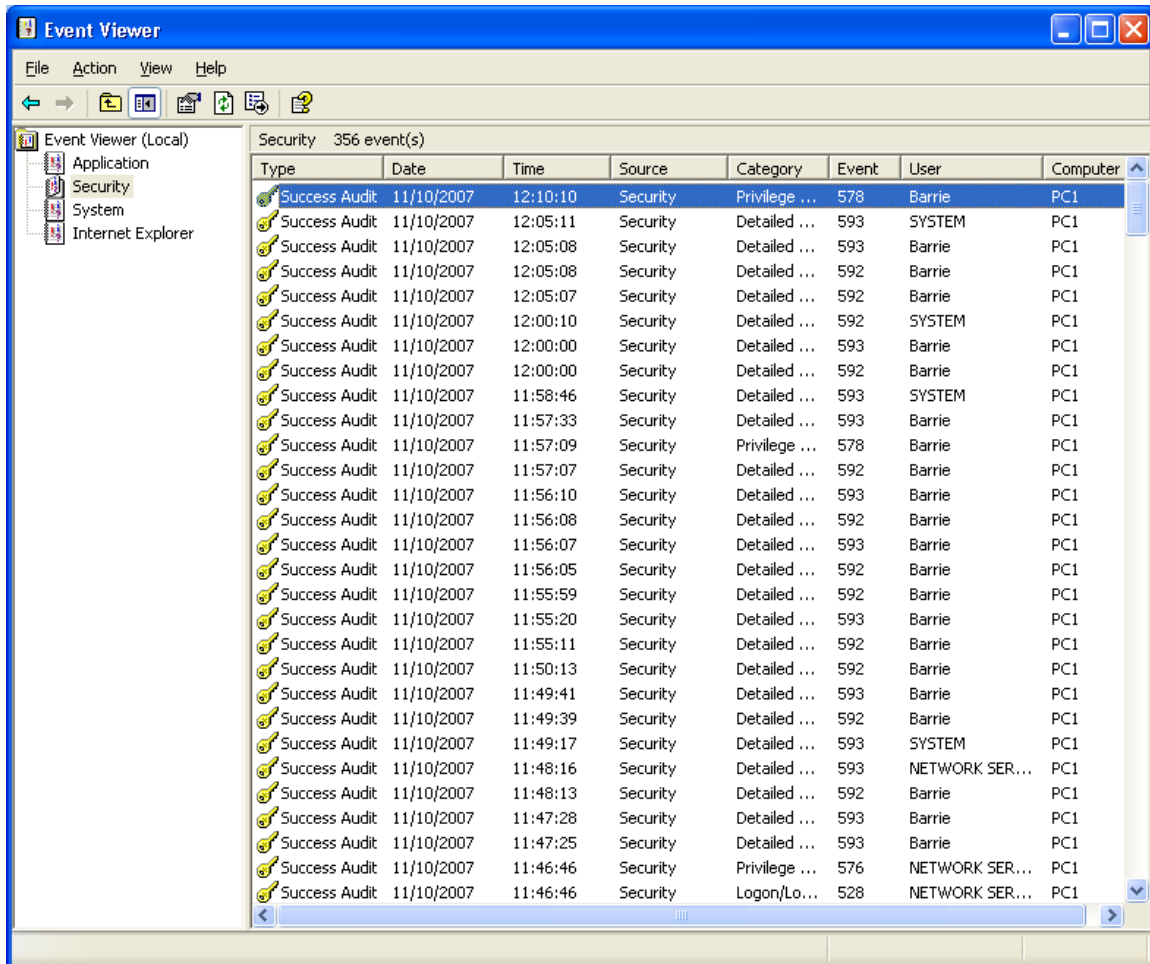 Event Viewer
File Action View Help
Event Viewer (Local)
Application
Security
System
Internet Explorer
Security 356 event(s)
Type Date Time Source Category Event User Computer
Success Audit 11/10/2007 12:10:10 Security Privilege ... 578 Barrie PC1
Success Audit 11/10/2007 12:05:11 Security Detailed ... 593 SYSTEM PC1
Success Audit 11/10/2007 12:05:08 Security Detailed ... 593 Barrie PC1
Success Audit 11/10/2007 12:05:08 Security Detailed ... 592 Barrie PC1
Success Audit 11/10/2007 12:05:07 Security Detailed ... 592 Barrie PC1
Success Audit 11/10/2007 12:00:10 Security Detailed ... 592 SYSTEM PC1
Success Audit 11/10/2007 12:00:00 Security Detailed ... 593 Barrie PC1
Success Audit 11/10/2007 12:00:00 Security Detailed ... 592 Barrie PC1
Success Audit 11/10/2007 11:58:46 Security Detailed ... 593 SYSTEM PC1
Success Audit 11/10/2007 11:57:33 Security Detailed ... 593 Barrie PC1
Success Audit 11/10/2007 11:57:09 Security Privilege ... 578 Barrie PC1
Success Audit 11/10/2007 11:57:07 Security Detailed ... 592 Barrie PC1
Success Audit 11/10/2007 11:56:10 Security Detailed ... 593 Barrie PC1
Success Audit 11/10/2007 11:56:08 Security Detailed ... 592 Barrie PC1
Success Audit 11/10/2007 11:56:07 Security Detailed ... 593 Barrie PC1
Success Audit 11/10/2007 11:56:05 Security Detailed ... 592 Barrie PC1
Success Audit 11/10/2007 11:55:59 Security Detailed ... 592 Barrie PC1
Success Audit 11/10/2007 11:55:20 Security Detailed ... 593 Barrie PC1
Success Audit 11/10/2007 11:55:11 Security Detailed ... 592 Barrie PC1
Success Audit 11/10/2007 11:50:13 Security Detailed ... 592 Barrie PC1
Success Audit 11/10/2007 11:49:41 Security Detailed ... 593 Barrie PC1
Success Audit 11/10/2007 11:49:39 Security Detailed ... 592 Barrie PC1
Success Audit 11/10/2007 11:49:17 Security Detailed ... 593 SYSTEM PC1
Success Audit 11/10/2007 11:48:16 Security Detailed ... 593 NETWORK SER... PC1
Success Audit 11/10/2007 11:48:13 Security Detailed ... 592 Barrie PC1
Success Audit 11/10/2007 11:47:28 Security Detailed ... 593 Barrie PC1
Success Audit 11/10/2007 11:47:25 Security Detailed ... 593 Barrie PC1
Success Audit 11/10/2007 11:46:46 Security Privilege ... 576 NETWORK SER... PC1
Success Audit 11/10/2007 11:46:46 Security Logon/Lo... 528 NETWORK SER... PC1